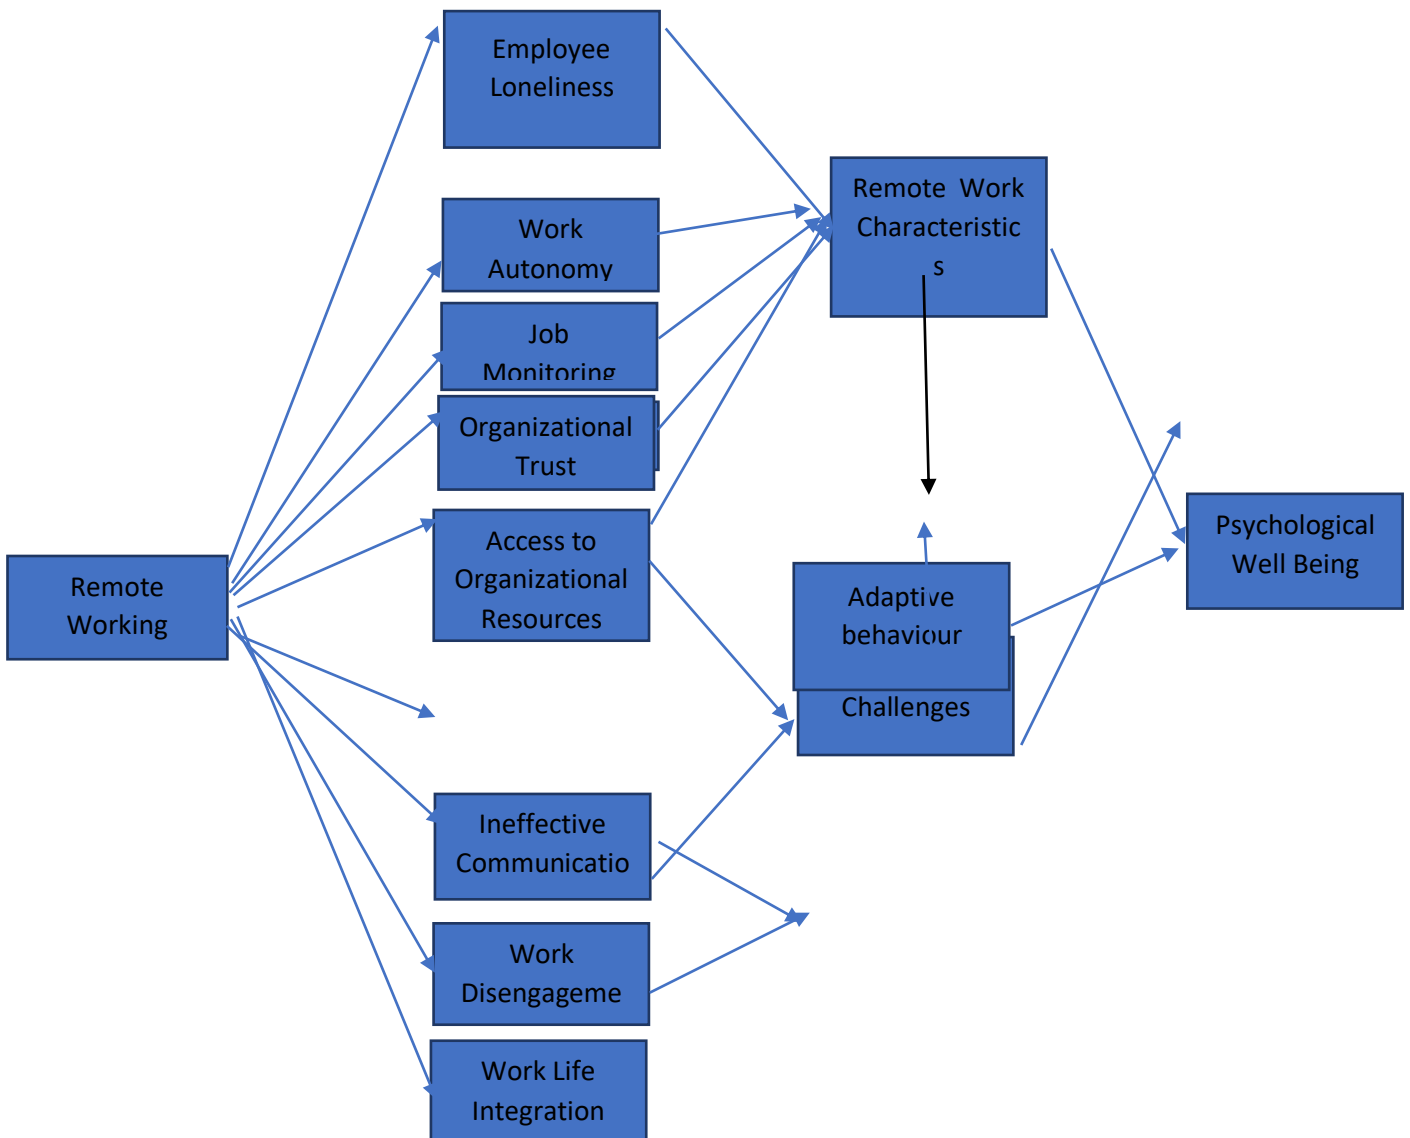 Employee
Loneliness
Work
Autonomy
Job
Monitoring
Organizational
Trust
Access to
Organizational
Resources
Remote
Working
Ineffective
Communicatio
Work
Disengageme
Work Life
Integration
Remote Work
Characteristic
s
Adaptive
behaviour
Challenges
Psychological
Well Being